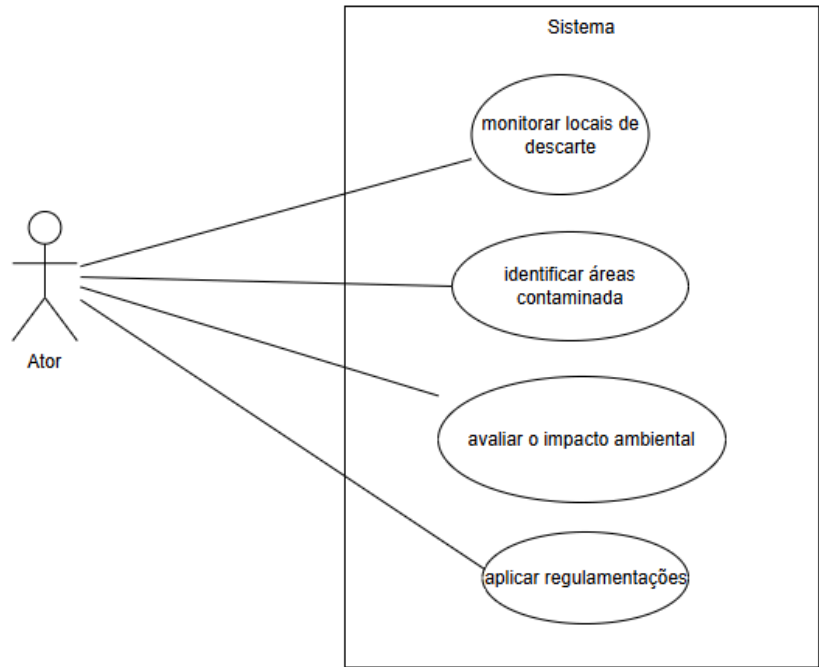 Sistema
monitorar locais de
descarte
identificar áreas
contaminada
Ator
avaliar o impacto ambiental
aplicar regulamentações